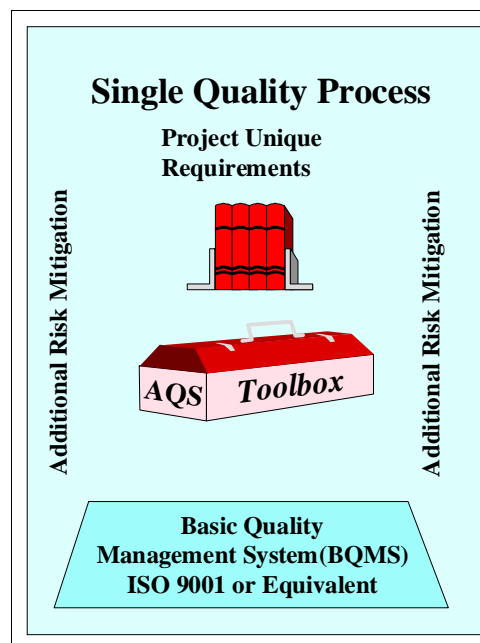 Single Quality Process
Project Unique
Requirements
Additional Risk Mitigation
Additional Risk Mitigation
AQS
Toolbox
Basic Quality
Management System(BQMS)
ISO 9001 or Equivalent